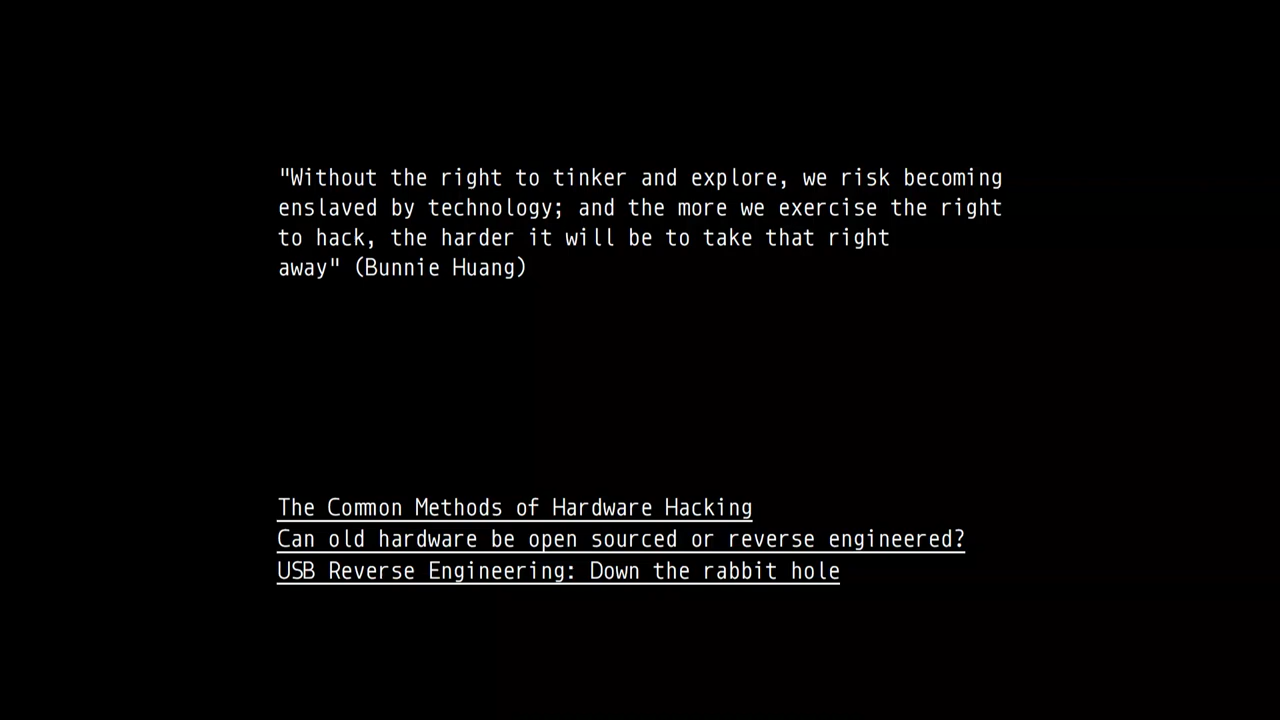 "Without the right to tinker and explore, we risk becoming
enslaved by technology; and the more we exercise the right
to hack, the harder it will be to take that right
away" (Bunnie Huang)
The Common Methods of Hardware Hacking
Can old hardware be open sourced or reverse engineered?
USB Reverse Engineering: Down the rabbit hole